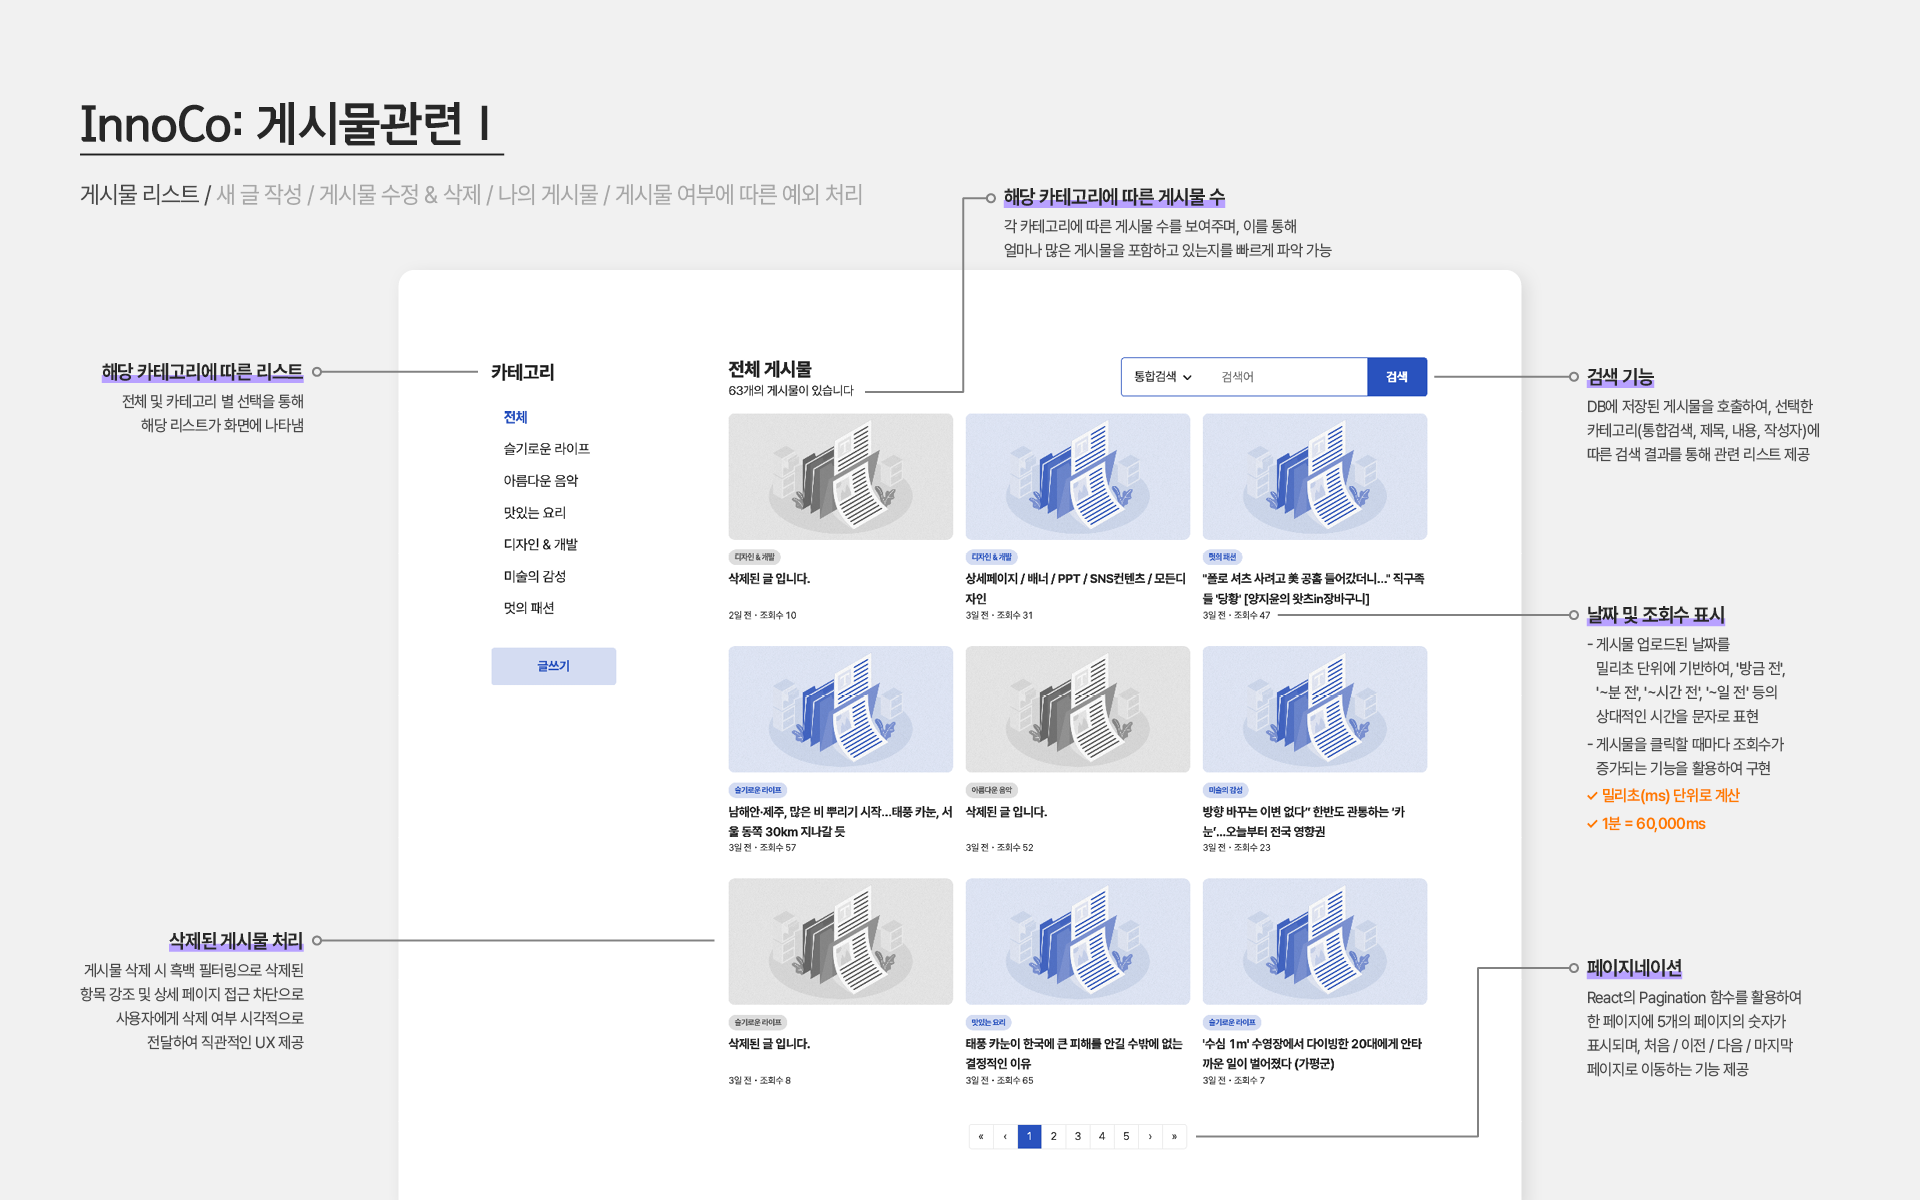 InnoCo: 게시물관련 I
게시물 리스트 / 새 글 작성 / 게시물 수정 & 삭제 / 나의 게시물 / 게시물 여부에 따른 예외 처리
해당 카테고리에 따른 게시물 수
각 카테고리에 따른 게시물 수를 보여주며, 이를 통해
얼마나 많은 게시물을 포함하고 있는지를 빠르게 파악 가능
해당 카테고리에 따른 리스트
전체 및 카테고리 별 선택을 통해
해당 리스트가 화면에 나타냄
삭제된 게시물 처리
게시물 삭제 시 흑백 필터링으로 삭제된
항목 강조 및 상세 페이지 접근 차단으로
사용자에게 삭제 여부 시각적으로
전달하여 직관적인 UX 제공
카테고리
전체
슬기로운 라이프
아름다운 음악
맛있는 요리
디자인 & 개발
미술의 감성
멋의 패션
글쓰기
전체 게시물
63개의 게시물이 있습니다
통합검색
검색어
검색
디자인 & 개발
삭제된 글 입니다.
2일 전 · 조회수 10
디자인 & 개발
상세페이지 / 배너 / PPT / SNS컨텐츠 / 모든디
자인
3일 전 · 조회수 31
멋의 패션
"폴로 셔츠 사려고 美 공홈 들어갔더니…" 직구족
들 '당황' [양지윤의 왓츠in장바구니]
3일 전 · 조회수 47
슬기로운 라이프
남해안·제주, 많은 비 뿌리기 시작…태풍 카눈, 서
울 동쪽 30km 지나갈 듯
3일 전 · 조회수 57
아름다운 음악
삭제된 글 입니다.
3일 전 · 조회수 52
미술의 감성
방향 바꾸는 이변 없다” 한반도 관통하는 ‘카
눈’…오늘부터 전국 영향권
3일 전 · 조회수 23
슬기로운 라이프
삭제된 글 입니다.
3일 전 · 조회수 8
맛있는 요리
태풍 카눈이 한국에 큰 피해를 안길 수밖에 없는
결정적인 이유
3일 전 · 조회수 65
슬기로운 라이프
'수심 1m' 수영장에서 다이빙한 20대에게 안타
까운 일이 벌어졌다 (가평군)
3일 전 · 조회수 7
« ‹ 1 2 3 4 5 › »
검색 기능
DB에 저장된 게시물을 호출하여, 선택한
카테고리(통합검색, 제목, 내용, 작성자)에
따른 검색 결과를 통해 관련 리스트 제공
날짜 및 조회수 표시
- 게시물 업로드된 날짜를
밀리초 단위에 기반하여, '방금 전',
'~분 전', '~시간 전', '~일 전' 등의
상대적인 시간을 문자로 표현
- 게시물을 클릭할 때마다 조회수가
증가되는 기능을 활용하여 구현
✓ 밀리초(ms) 단위로 계산
✓ 1분 = 60,000ms
페이지네이션
React의 Pagination 함수를 활용하여
한 페이지에 5개의 페이지의 숫자가
표시되며, 처음 / 이전 / 다음 / 마지막
페이지로 이동하는 기능 제공